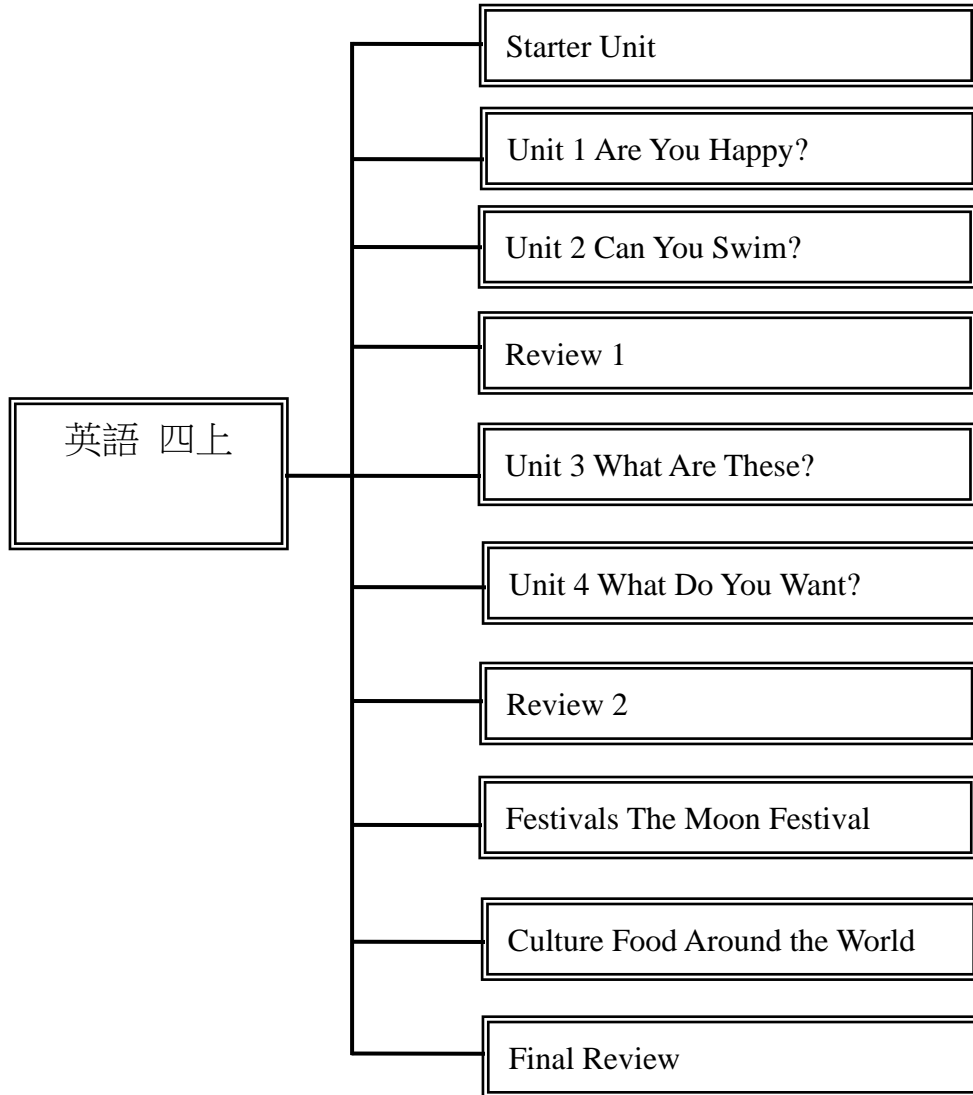 Starter Unit
Unit 1 Are You Happy?
Unit 2 Can You Swim?
Review 1
英語 四上
Unit 3 What Are These?
Unit 4 What Do You Want?
Review 2
Festivals The Moon Festival
Culture Food Around the World
Final Review